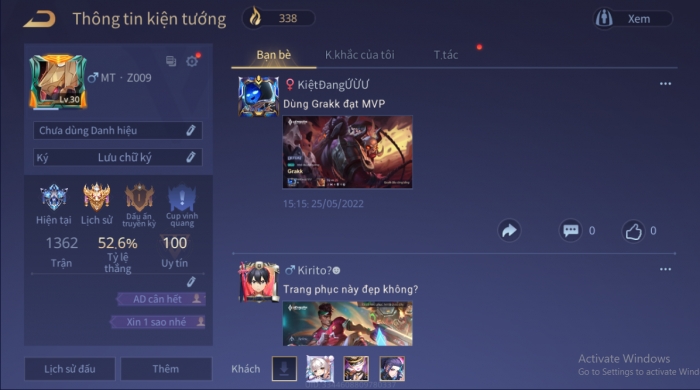 Thông tin kiện tướng
338
Xem
Bạn bè
K.khắc của tôi
T.tác
MT · Z009
Lv.30
Chưa dùng Danh hiệu
Ký
Lưu chữ ký
Hiện tại
Lịch sử
Dấu ấn truyền kỳ
Cup vinh quang
1362
52.6%
100
Trận
Tỷ lệ thắng
Uy tín
AD cân hết
Xin 1 sao nhé
Lịch sử đấu
Thêm
KiệtĐangỨỪƯ
Dùng Grakk đạt MVP
Grakk
15:15 25/05/2022
0
0
Kirito?
Trang phục này đẹp không?
Khách
Activate Windows
Go to Settings to activate Wind